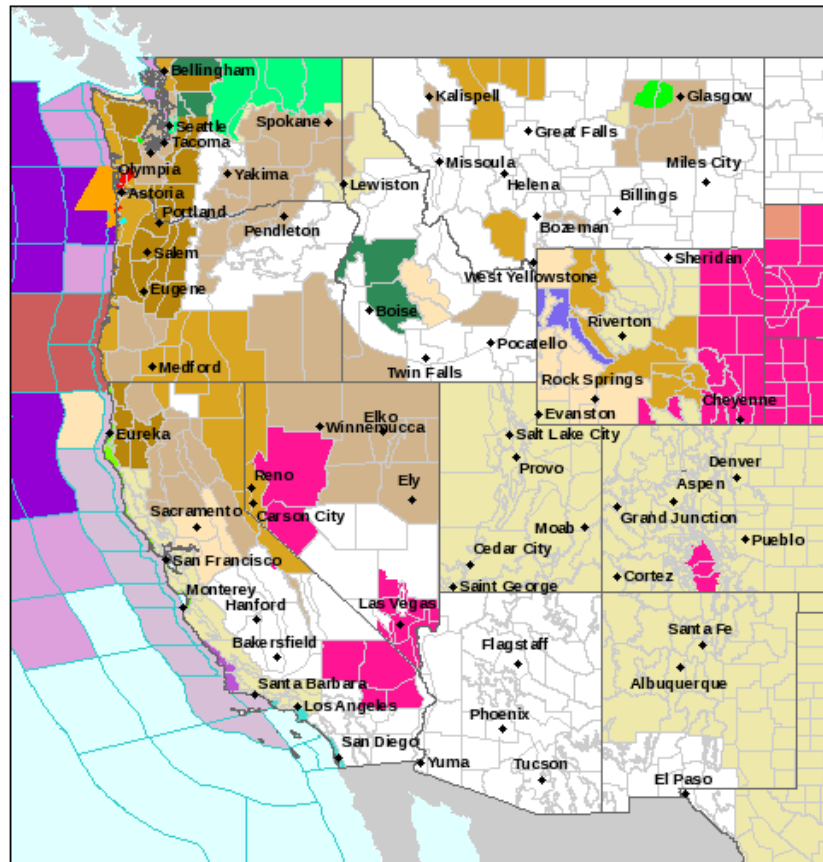 Bellingham
Kalispell
Glasgow
Seattle
Spokane
Great Falls
Tacoma
Missoula
Olympia
Yakima
Helena
Miles City
Astoria
Lewiston
Billings
Portland
Pendleton
Bozeman
Salem
West Yellowstone
Sheridan
Eugene
Boise
Riverton
Pocatello
Medford
Twin Falls
Rock Springs
Cheyenne
Elko
Evanston
Eureka
Winnemucca
Salt Lake City
Provo
Denver
Reno
Ely
Aspen
Sacramento
Carson City
Grand Junction
Moab
Pueblo
San Francisco
Cedar City
Cortez
Monterey
Saint George
Hanford
Las Vegas
Santa Fe
Bakersfield
Flagstaff
Albuquerque
Santa Barbara
Los Angeles
Phoenix
San Diego
Yuma
Tucson
El Paso